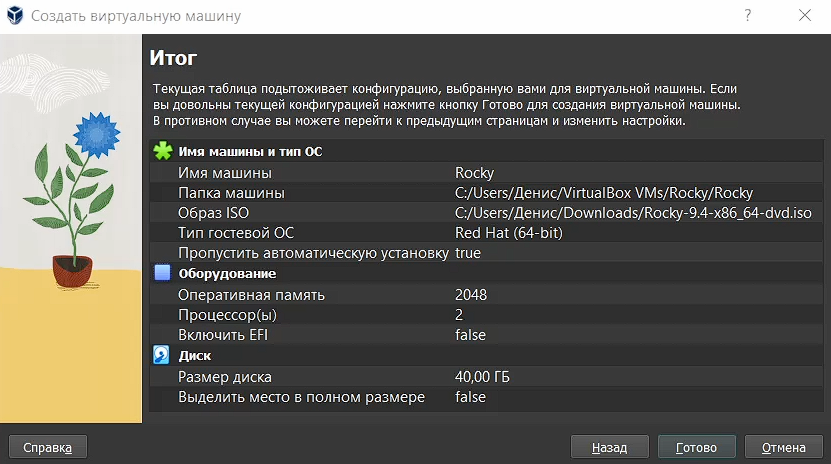 Создать виртуальную машину
?
Итог
Текущая таблица подытоживает конфигурацию, выбранную вами для виртуальной машины. Если
вы довольны текущей конфигурацией нажмите кнопку Готово для создания виртуальной машины.
В противном случае вы можете перейти к предыдущим страницам и изменить настройки.
Имя машины и тип ОС
Имя машины Rocky
Папка машины C:/Users/Денис/VirtualBox VMs/Rocky/Rocky
Образ ISO C:/Users/Денис/Downloads/Rocky-9.4-x86_64-dvd.iso
Тип гостевой ОС Red Hat (64-bit)
Пропустить автоматическую установку true
Оборудование
Оперативная память 2048
Процессор(ы) 2
Включить EFI false
Диск
Размер диска 40,00 ГБ
Выделить место в полном размере false
Справка Назад Готово Отмена